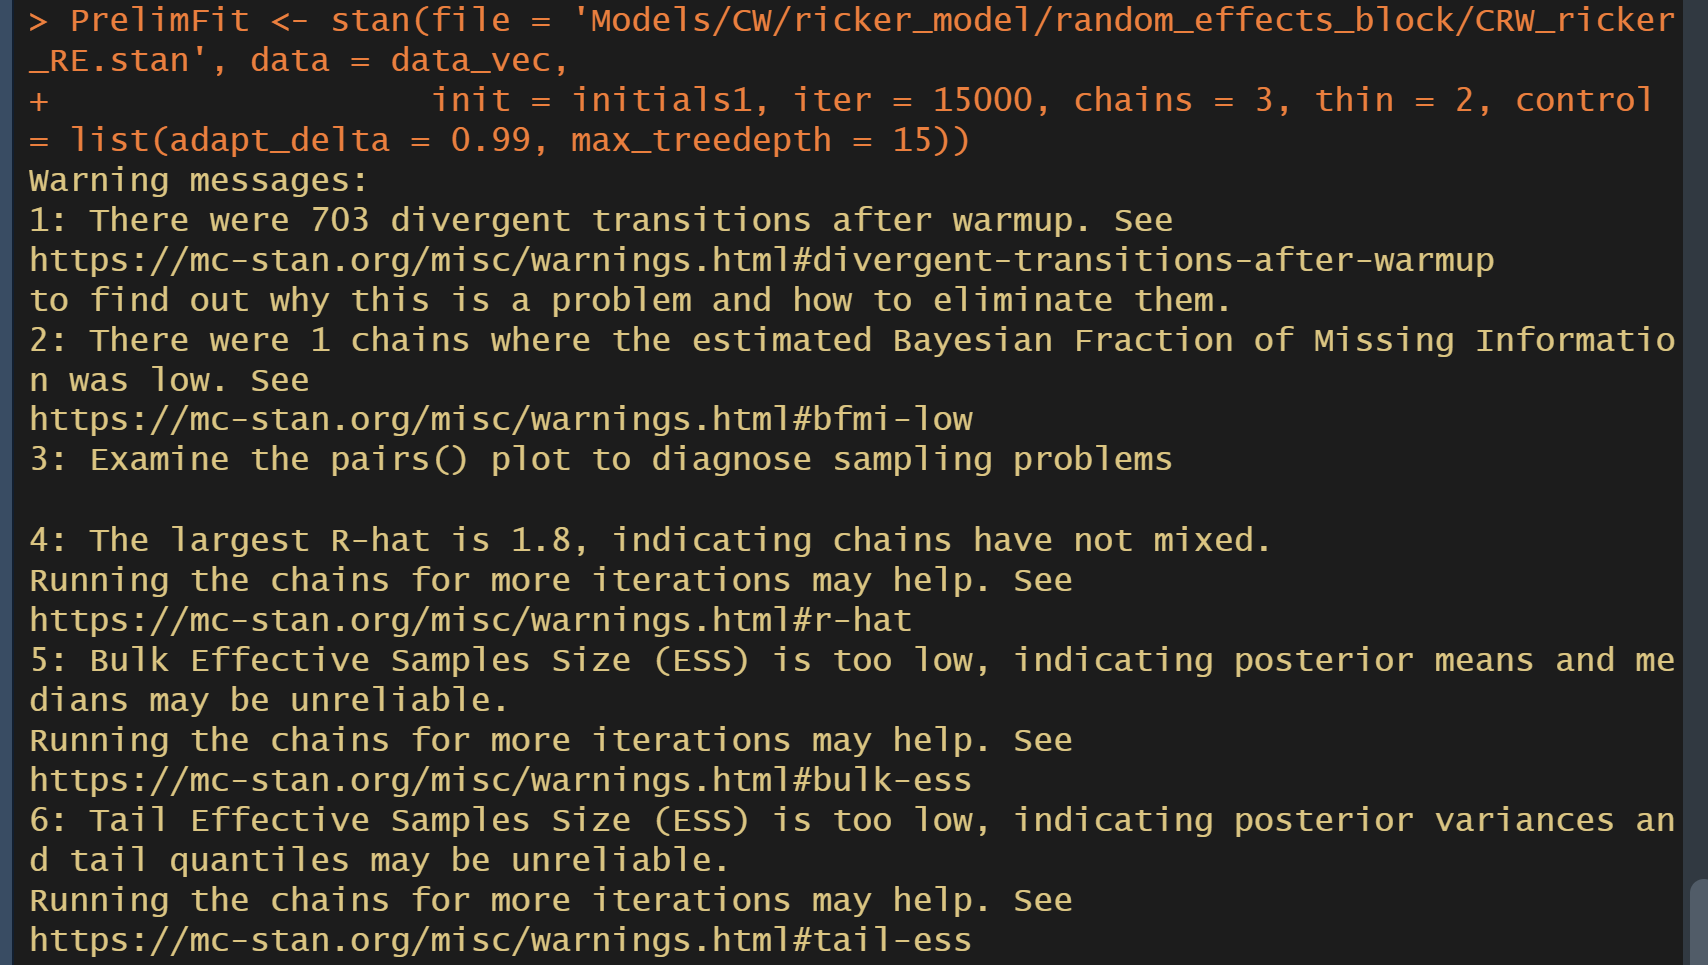 > PrelimFit <- stan(file = 'Models/CW/ricker_model/random_effects_block/CRW_ricker
_RE.stan', data = data_vec,
+                    init = initials1, iter = 15000, chains = 3, thin = 2, control
= list(adapt_delta = 0.99, max_treedepth = 15))
Warning messages:
1: There were 703 divergent transitions after warmup. See
https://mc-stan.org/misc/warnings.html#divergent-transitions-after-warmup
to find out why this is a problem and how to eliminate them.
2: There were 1 chains where the estimated Bayesian Fraction of Missing Informatio
n was low. See
https://mc-stan.org/misc/warnings.html#bfmi-low
3: Examine the pairs() plot to diagnose sampling problems

4: The largest R-hat is 1.8, indicating chains have not mixed.
Running the chains for more iterations may help. See
https://mc-stan.org/misc/warnings.html#r-hat
5: Bulk Effective Samples Size (ESS) is too low, indicating posterior means and me
dians may be unreliable.
Running the chains for more iterations may help. See
https://mc-stan.org/misc/warnings.html#bulk-ess
6: Tail Effective Samples Size (ESS) is too low, indicating posterior variances an
d tail quantiles may be unreliable.
Running the chains for more iterations may help. See
https://mc-stan.org/misc/warnings.html#tail-ess